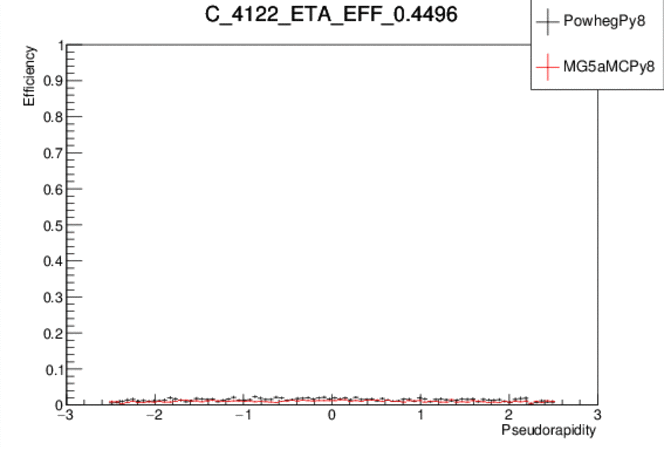 C_4122_ETA_EFF_0.4496
PowhegPy8
MG5aMCPy8
Efficiency
1
0.9
0.8
0.7
0.6
0.5
0.4
0.3
0.2
0.1
0
−3 −2 −1 0 1 2 3
Pseudorapidity